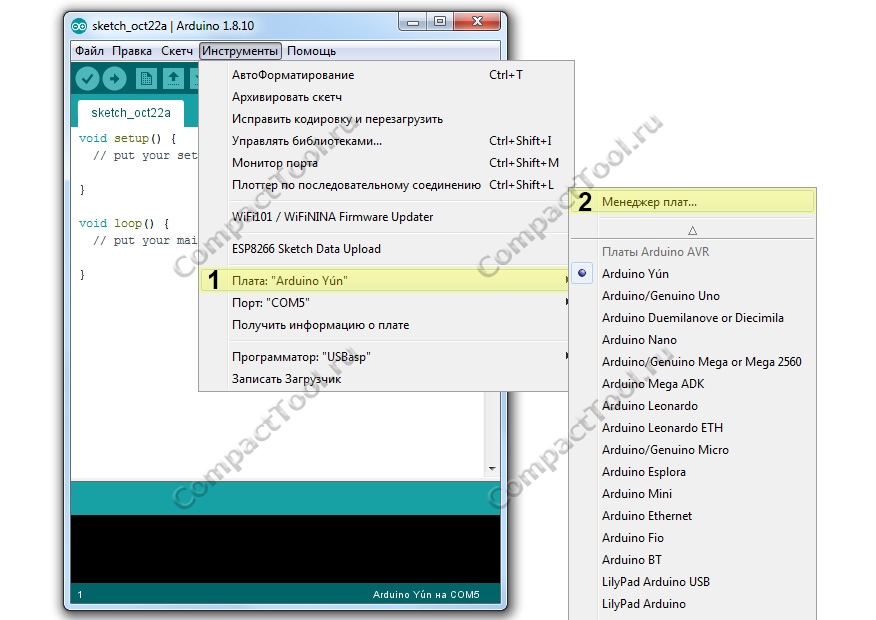 sketch_oct22a | Arduino 1.8.10
Файл Правка Скетч Инструменты Помощь
sketch_oct22a
void setup() {
// put your set
}
void loop() {
// put your mai
}
АвтоФорматирование Ctrl+T
Архивировать скетч
Исправить кодировку и перезагрузить
Управлять библиотеками... Ctrl+Shift+I
Монитор порта Ctrl+Shift+M
Плоттер по последовательному соединению Ctrl+Shift+L
WiFi101 / WiFiNINA Firmware Updater
ESP8266 Sketch Data Upload
1 Плата: "Arduino Yún"
Порт: "COM5"
Получить информацию о плате
Программатор: "USBasp"
Записать Загрузчик
2 Менеджер плат...
Платы Arduino AVR
Arduino Yún
Arduino/Genuino Uno
Arduino Duemilanove or Diecimila
Arduino Nano
Arduino/Genuino Mega or Mega 2560
Arduino Mega ADK
Arduino Leonardo
Arduino Leonardo ETH
Arduino/Genuino Micro
Arduino Esplora
Arduino Mini
Arduino Ethernet
Arduino Fio
Arduino BT
LilyPad Arduino USB
LilyPad Arduino
1 Arduino Yún на COM5
CompactTool.ru
CompactTool.ru
CompactTool.ru
CompactTool.ru